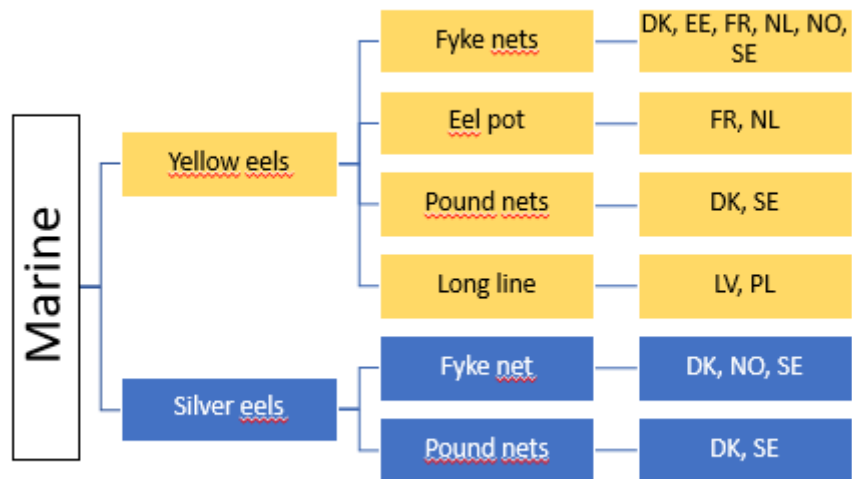 Marine
Yellow eels
Fyke nets
DK, EE, FR, NL, NO,
SE
Eel pot
FR, NL
Pound nets
DK, SE
Long line
LV, PL
Silver eels
Fyke net
DK, NO, SE
Pound nets
DK, SE